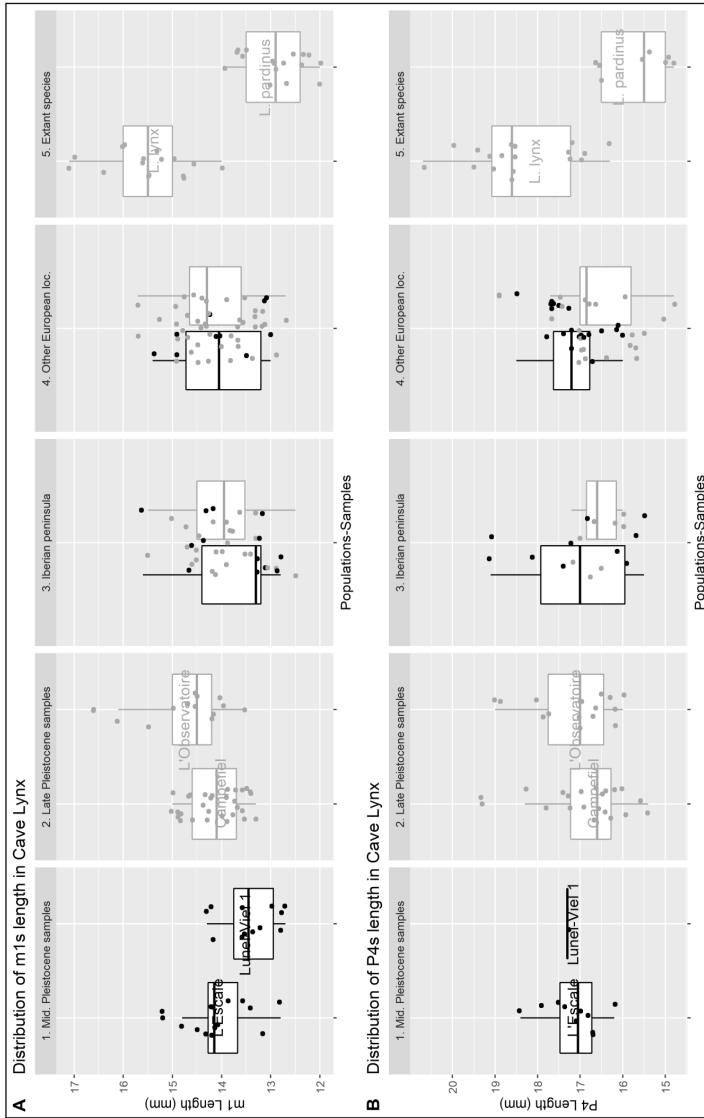 A
Distribution of m1s length in Cave Lynx
1. Mid. Pleistocene samples
2. Late Pleistocene samples
3. Iberian peninsula
4. Other European loc.
5. Extant species
m1 Length (mm)
17
16
15
14
13
12
L'Escale
Lunel-Viel 1
Gampefiel
L'Observatoire
L. lynx
L. pardinus
Populations-Samples
B
Distribution of P4s length in Cave Lynx
1. Mid. Pleistocene samples
2. Late Pleistocene samples
3. Iberian peninsula
4. Other European loc.
5. Extant species
P4 Length (mm)
20
19
18
17
16
15
L'Escale
Lunel-Viel 1
Gampefiel
L'Observatoire
L. lynx
L. pardinus
Populations-Samples